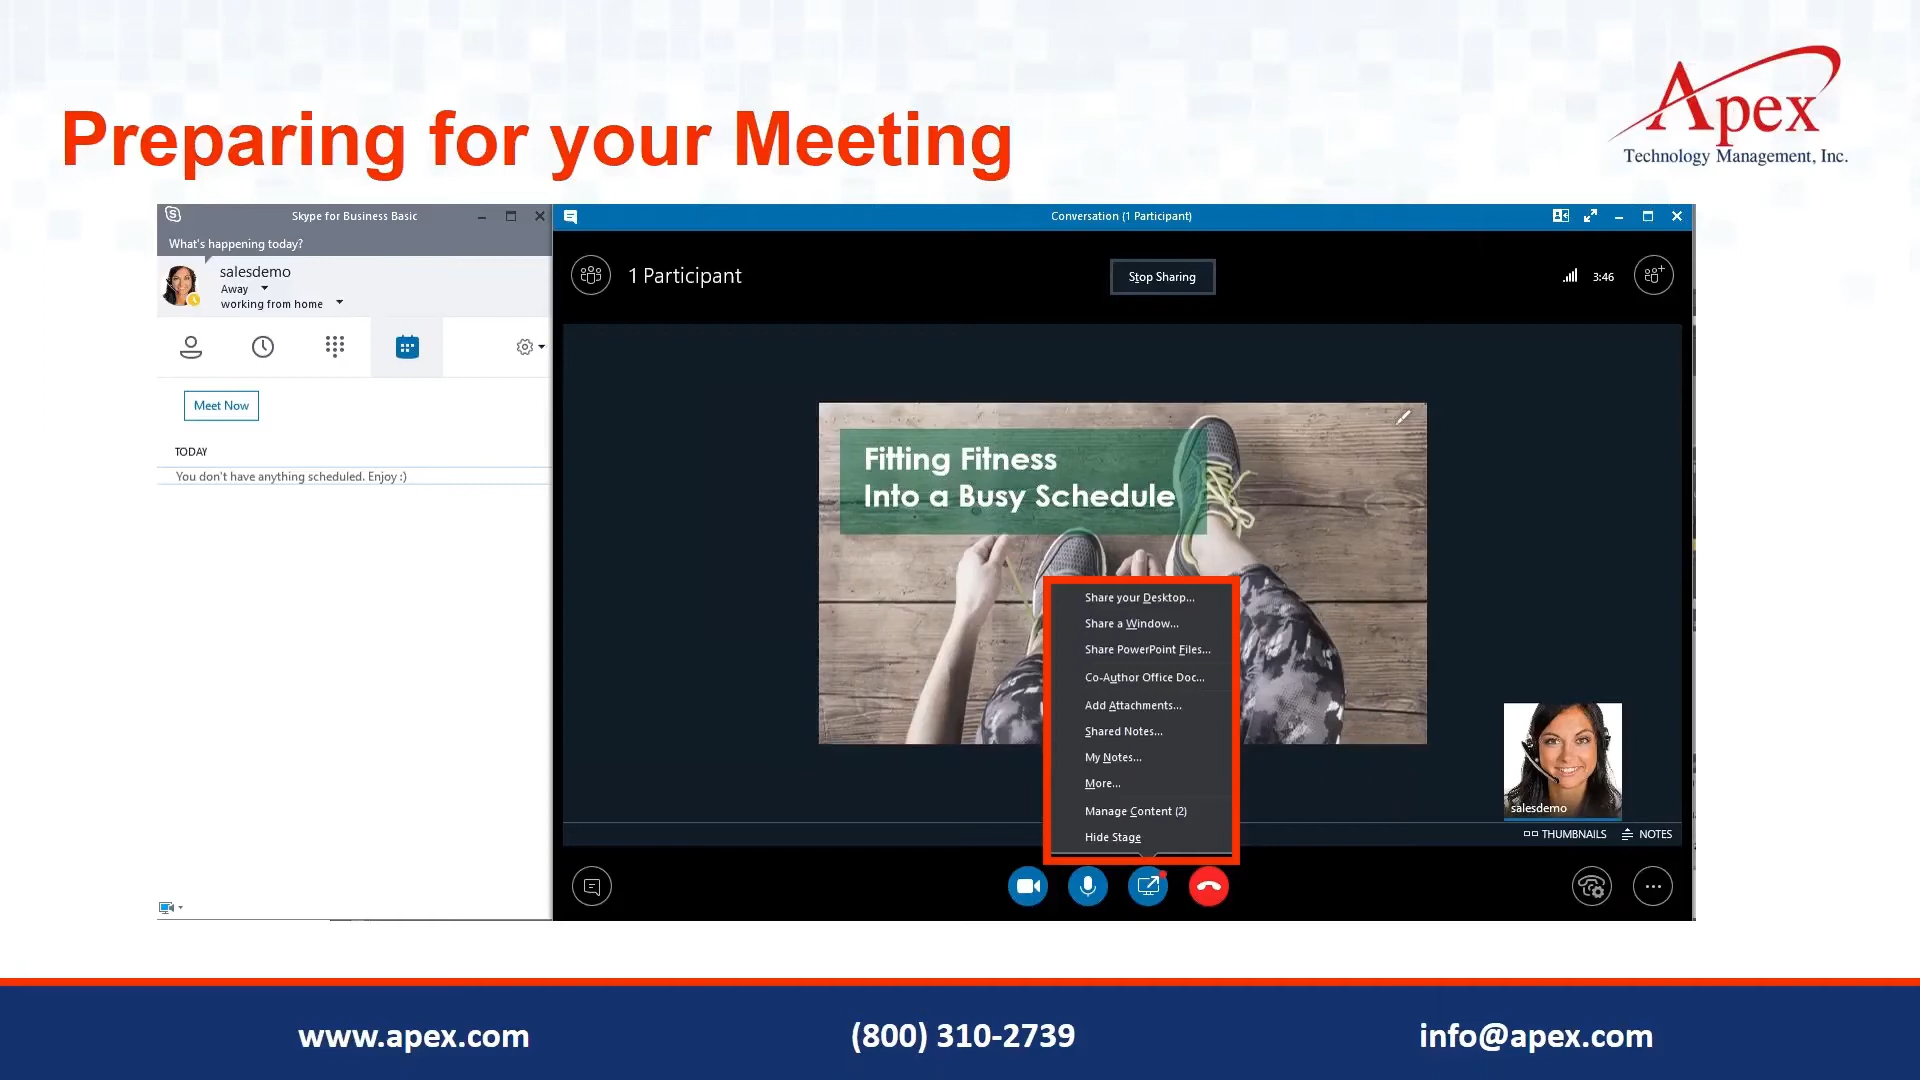 Preparing for your Meeting
Apex
Technology Management, Inc.
Skype for Business Basic
What's happening today?
salesdemo
Away
working from home
Meet Now
TODAY
You don't have anything scheduled. Enjoy :)
Conversation (1 Participant)
1 Participant
Stop Sharing
3:46
Fitting Fitness
Into a Busy Schedule
Share your Desktop...
Share a Window...
Share PowerPoint Files...
Co-Author Office Doc...
Add Attachments...
Shared Notes...
My Notes...
More...
Manage Content (2)
Hide Stage
salesdemo
THUMBNAILS
NOTES
www.apex.com
(800) 310-2739
info@apex.com